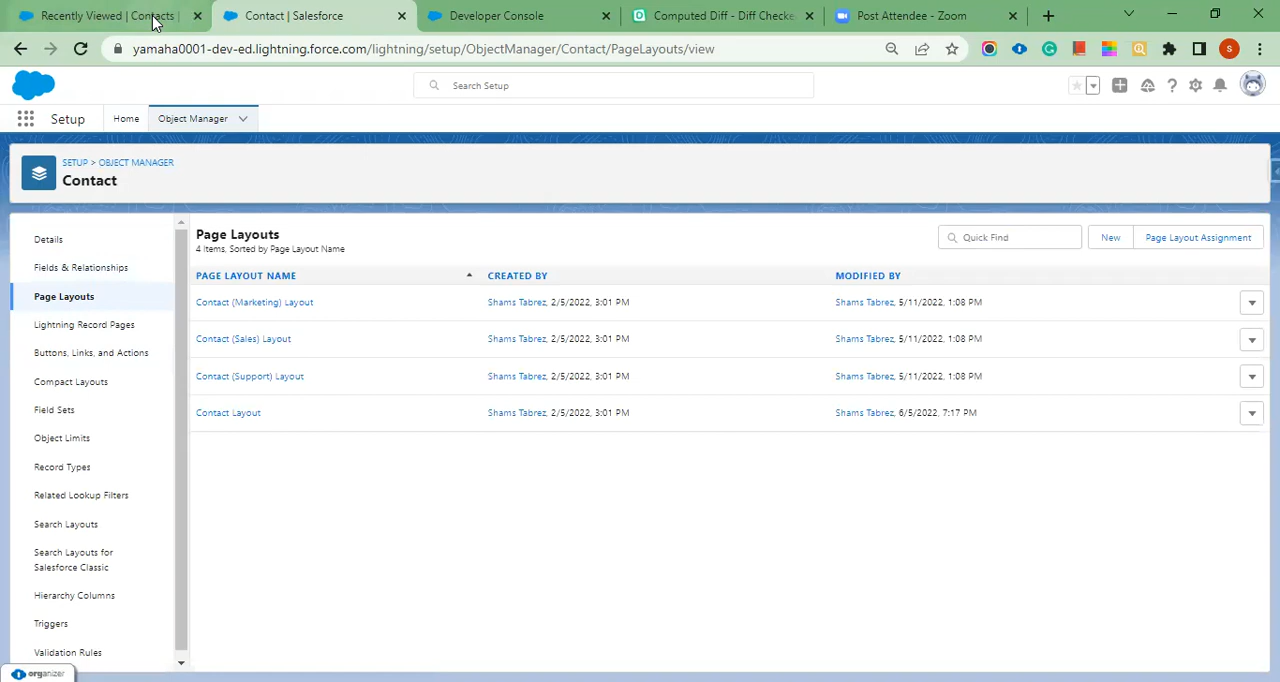 Recently Viewed | Contacts |
Contact | Salesforce
Developer Console
Computed Diff - Diff Checke
Post Attendee - Zoom
yamaha0001-dev-ed.lightning.force.com/lightning/setup/ObjectManager/Contact/PageLayouts/view
S
Search Setup
Setup
Home
Object Manager
SETUP > OBJECT MANAGER
Contact
Details
Fields & Relationships
Page Layouts
Lightning Record Pages
Buttons, Links, and Actions
Compact Layouts
Field Sets
Object Limits
Record Types
Related Lookup Filters
Search Layouts
Search Layouts for
Salesforce Classic
Hierarchy Columns
Triggers
Validation Rules
organizer
Page Layouts
4 Items, Sorted by Page Layout Name
Quick Find
New
Page Layout Assignment
PAGE LAYOUT NAME CREATED BY MODIFIED BY
Contact (Marketing) Layout Shams Tabrez, 2/5/2022, 3:01 PM Shams Tabrez, 5/11/2022, 1:08 PM
Contact (Sales) Layout Shams Tabrez, 2/5/2022, 3:01 PM Shams Tabrez, 5/11/2022, 1:08 PM
Contact (Support) Layout Shams Tabrez, 2/5/2022, 3:01 PM Shams Tabrez, 5/11/2022, 1:08 PM
Contact Layout Shams Tabrez, 2/5/2022, 3:01 PM Shams Tabrez, 6/5/2022, 7:17 PM